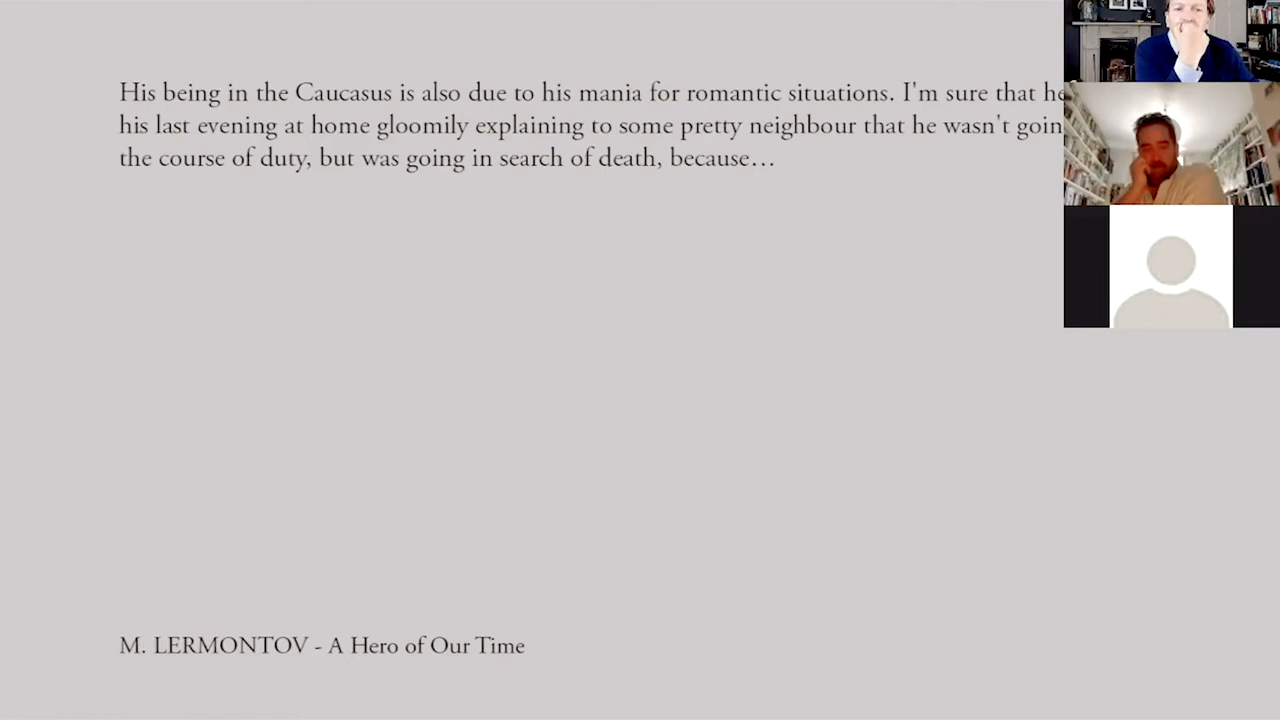 His being in the Caucasus is also due to his mania for romantic situations. I'm sure that he
his last evening at home gloomily explaining to some pretty neighbour that he wasn't goin
the course of duty, but was going in search of death, because…
M. LERMONTOV - A Hero of Our Time